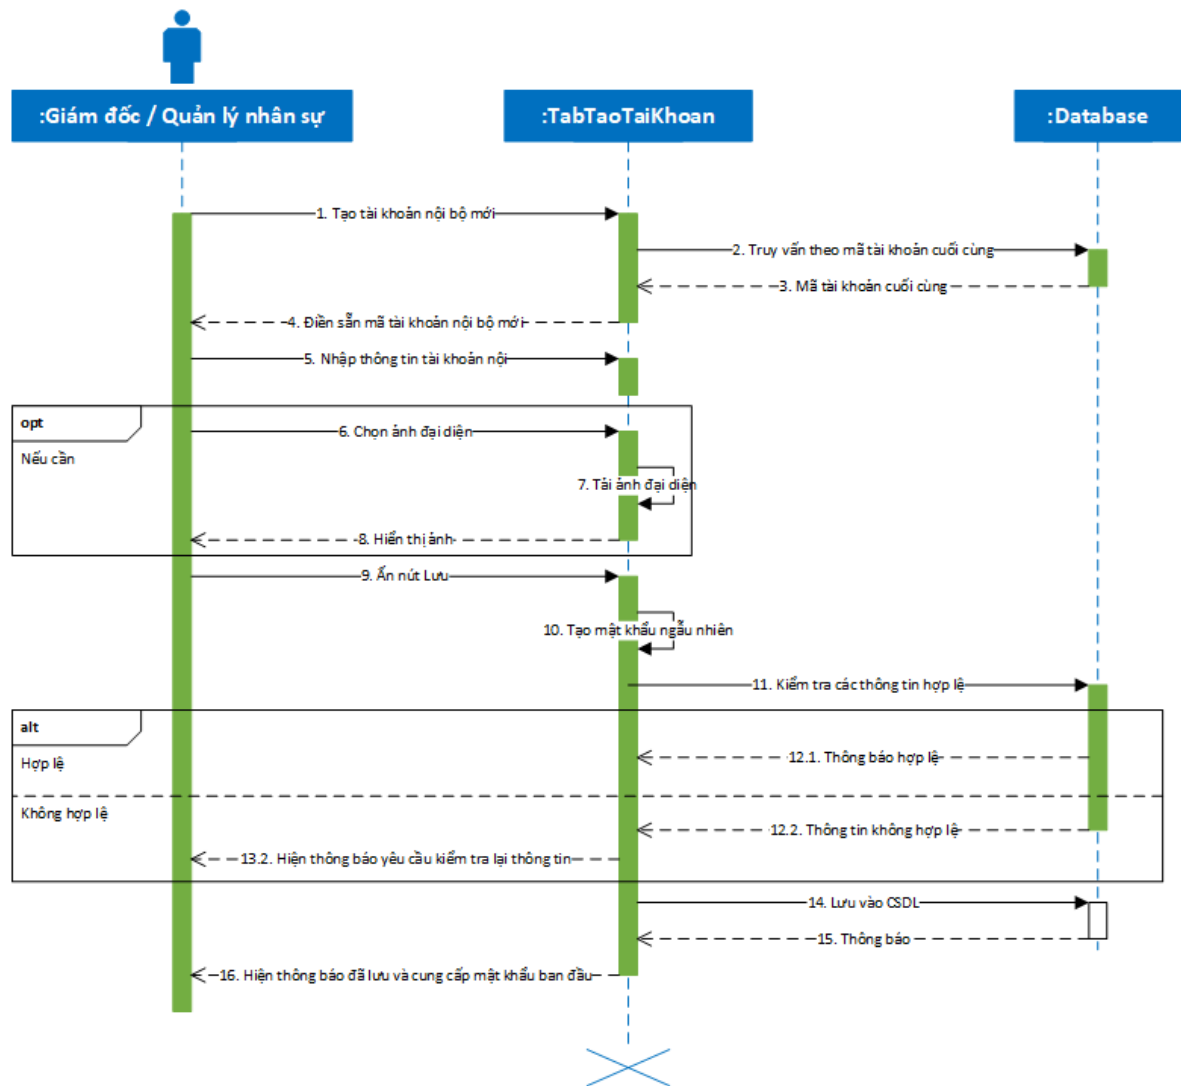 :Giám đốc / Quản lý nhân sự
:TabTaoTaiKhoan
:Database
1. Tạo tài khoản nội bộ mới
2. Truy vấn theo mã tài khoản cuối cùng
3. Mã tài khoản cuối cùng
4. Điền sẵn mã tài khoản nội bộ mới
5. Nhập thông tin tài khoản nội
opt
6. Chọn ảnh đại diện
Nếu cần
7. Tải ảnh đại diện
8. Hiển thị ảnh
9. Ấn nút Lưu
10. Tạo mật khẩu ngẫu nhiên
11. Kiểm tra các thông tin hợp lệ
alt
Hợp lệ
12.1. Thông báo hợp lệ
Không hợp lệ
12.2. Thông tin không hợp lệ
13.2. Hiện thông báo yêu cầu kiểm tra lại thông tin
14. Lưu vào CSDL
15. Thông báo
16. Hiện thông báo đã lưu và cung cấp mật khẩu ban đầu